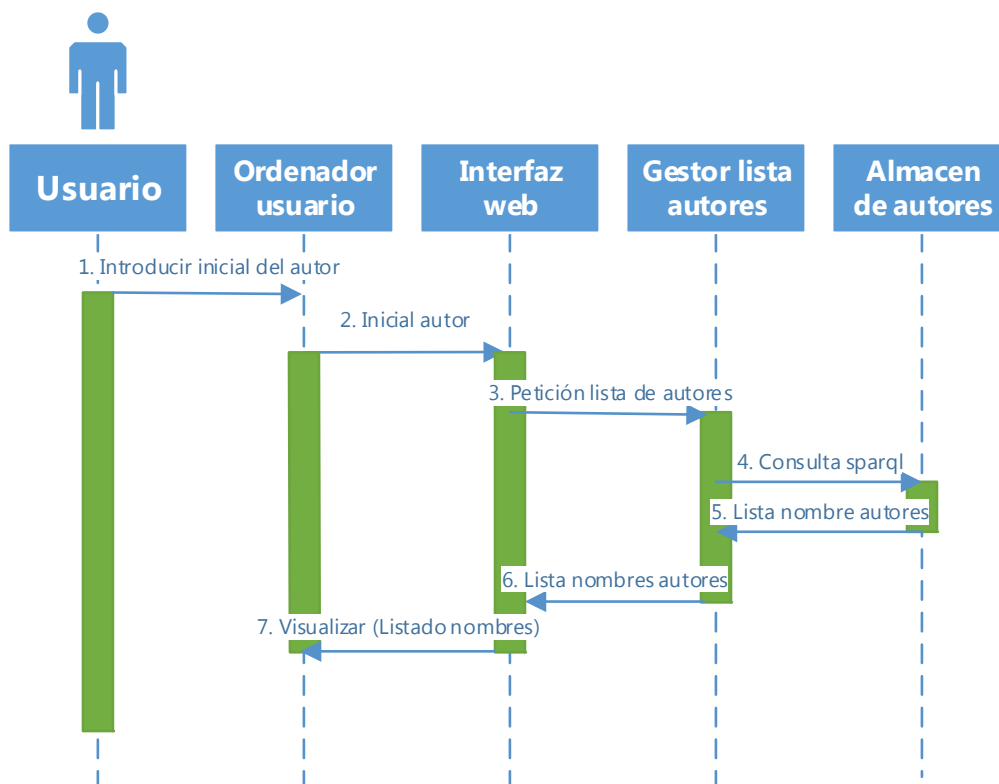 Usuario
Ordenador
usuario
Interfaz
web
Gestor lista
autores
Almacen
de autores
1. Introducir inicial del autor
2. Inicial autor
3. Petición lista de autores
4. Consulta sparql
5. Lista nombre autores
6. Lista nombres autores
7. Visualizar (Listado nombres)